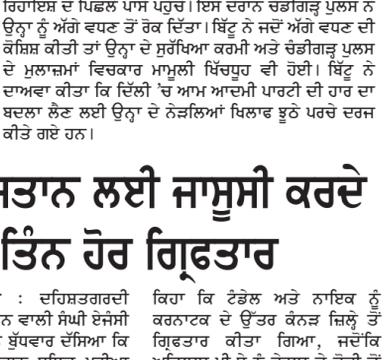 ਰਿਹਾਇਸ਼ ਦੇ ਪਿਛਲੇ ਪਾਸੇ ਪਹੁੰਚੇ। ਇਸ ਦੌਰਾਨ ਚੰਡੀਗੜ੍ਹ ਪੁਲਸ ਨੇ
ਉਨ੍ਹਾ ਨੂੰ ਅੱਗੇ ਵਧਣ ਤੋਂ ਰੋਕ ਦਿੱਤਾ। ਬਿੱਟੂ ਨੇ ਜਦੋਂ ਅੱਗੇ ਵਧਣ ਦੀ
ਕੋਸ਼ਿਸ਼ ਕੀਤੀ ਤਾਂ ਉਨ੍ਹਾ ਦੇ ਸੁਰੱਖਿਆ ਕਰਮੀ ਅਤੇ ਚੰਡੀਗੜ੍ਹ ਪੁਲਸ
ਦੇ ਮੁਲਾਜ਼ਮਾਂ ਵਿਚਕਾਰ ਮਾਮੂਲੀ ਖਿੱਚਧੂਹ ਵੀ ਹੋਈ। ਬਿੱਟੂ ਨੇ
ਦਾਅਵਾ ਕੀਤਾ ਕਿ ਦਿੱਲੀ ’ਚ ਆਮ ਆਦਮੀ ਪਾਰਟੀ ਦੀ ਹਾਰ ਦਾ
ਬਦਲਾ ਲੈਣ ਲਈ ਉਨ੍ਹਾ ਦੇ ਨੇੜਲਿਆਂ ਖਿਲਾਫ ਝੂਠੇ ਪਰਚੇ ਦਰਜ
ਕੀਤੇ ਗਏ ਹਨ।
ਸਤਾਨ ਲਈ ਜਾਸੂਸੀ ਕਰਦੇ
ਤਿੰਨ ਹੋਰ ਗ੍ਰਿਫਤਾਰ
: ਦਹਿਸ਼ਤਗਰਦੀ
ਨ ਵਾਲੀ ਸੰਘੀ ਏਜੰਸੀ
ਬੁੱਧਵਾਰ ਦੱਸਿਆ ਕਿ
ਕਿਹਾ ਕਿ ਟੰਡੇਲ ਅਤੇ ਨਾਇਕ ਨੂੰ
ਕਰਨਾਟਕ ਦੇ ਉੱਤਰ ਕੰਨੜ ਜ਼ਿਲ੍ਹੇ ਤੋਂ
ਗ੍ਰਿਫਤਾਰ ਕੀਤਾ ਗਿਆ, ਜਦੋਂਕਿ